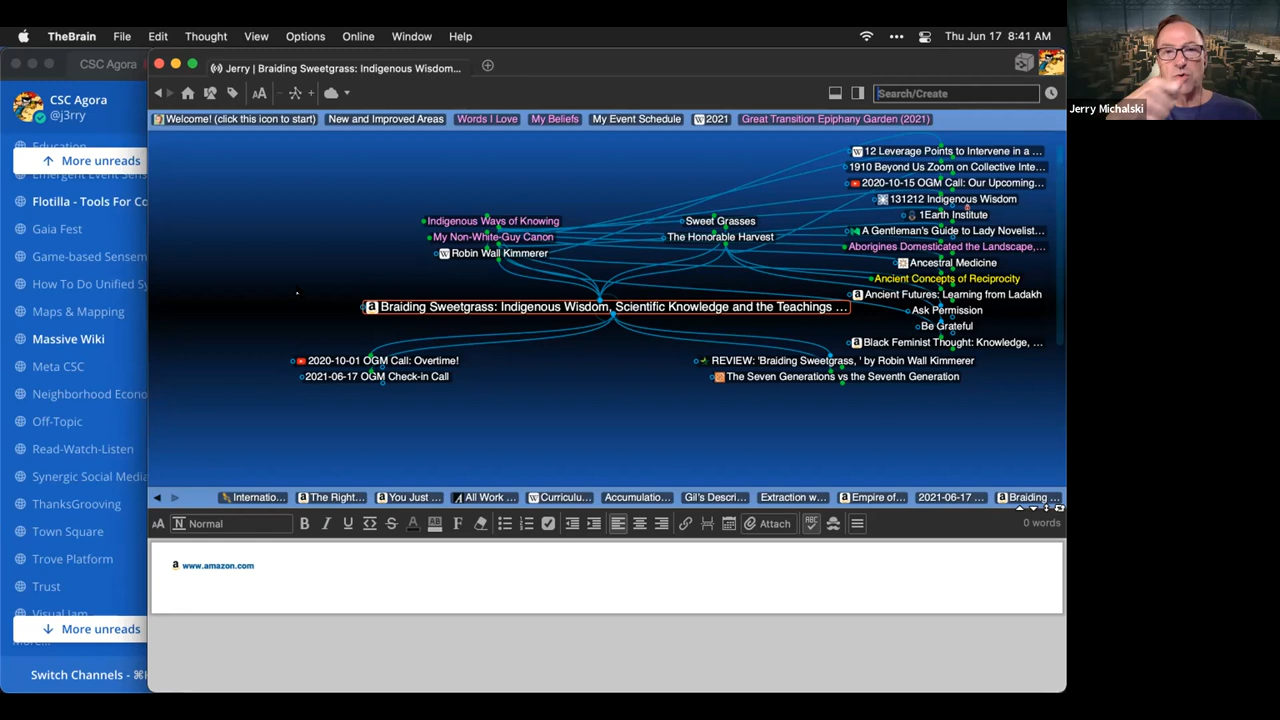 TheBrain File Edit Thought View Options Online Window Help
Thu Jun 17 8:41 AM
CSC Agora
Jerry | Braiding Sweetgrass: Indigenous Wisdom...
Search/Create
Welcome! (click this icon to start) New and Improved Areas Words I Love My Beliefs My Event Schedule 2021 Great Transition Epiphany Garden (2021)
CSC Agora
@j3rry
Education
More unreads
Emergent Event Sens
Flotilla - Tools For Co
Gaia Fest
Game-based Sensem
How To Do Unified Sy
Maps & Mapping
Massive Wiki
Meta CSC
Neighborhood Econo
Off-Topic
Read-Watch-Listen
Synergic Social Media
ThanksGrooving
Town Square
Trove Platform
Trust
Visual Jam
More unreads
More...
Switch Channels - ⌘K
Indigenous Ways of Knowing
My Non-White-Guy Canon
Robin Wall Kimmerer
Sweet Grasses
The Honorable Harvest
12 Leverage Points to Intervene in a ...
1910 Beyond Us Zoom on Collective Inte...
2020-10-15 OGM Call: Our Upcoming...
131212 Indigenous Wisdom
1Earth Institute
A Gentleman's Guide to Lady Novelist...
Aborigines Domesticated the Landscape,...
Ancestral Medicine
Ancient Concepts of Reciprocity
Ancient Futures: Learning from Ladakh
Ask Permission
Be Grateful
Black Feminist Thought: Knowledge, ...
Braiding Sweetgrass: Indigenous Wisdom, Scientific Knowledge and the Teachings ...
2020-10-01 OGM Call: Overtime!
2021-06-17 OGM Check-in Call
REVIEW: 'Braiding Sweetgrass, ' by Robin Wall Kimmerer
The Seven Generations vs the Seventh Generation
Internatio... The Right... You Just ... All Work ... Curriculu... Accumulatio... Gil's Descri... Extraction w... Empire of... 2021-06-17 ... Braiding ...
Normal
Attach
0 words
www.amazon.com
Jerry Michalski